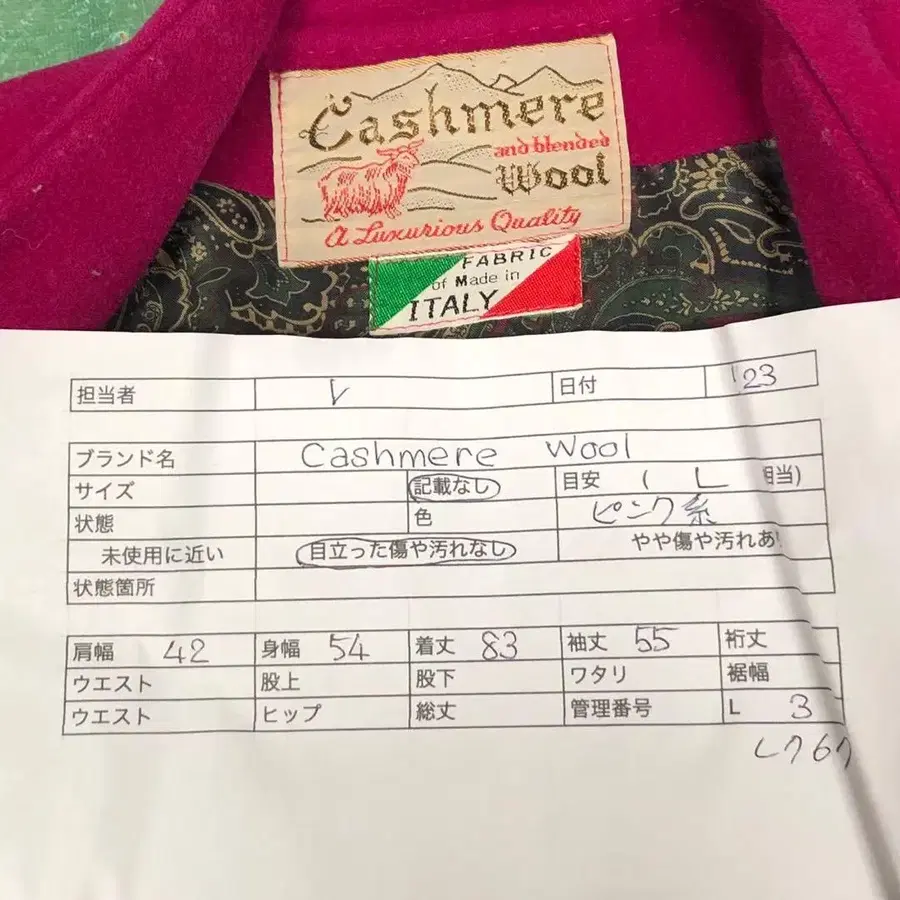 Cashmere
and blended
Wool
A Luxurious Quality
FABRIC
of Made in
ITALY
担当者 V 日付 23
ブランド名 Cashmere Wool
サイズ 記載なし 目安 ( L 相当)
状態 色 ピンク系
未使用に近い 目立った傷や汚れなし やや傷や汚れあ
状態箇所
肩幅 42 身幅 54 着丈 83 袖丈 55 裄丈
ウエスト 股上 股下 ワタリ 裾幅
ウエスト ヒップ 総丈 管理番号 L 3